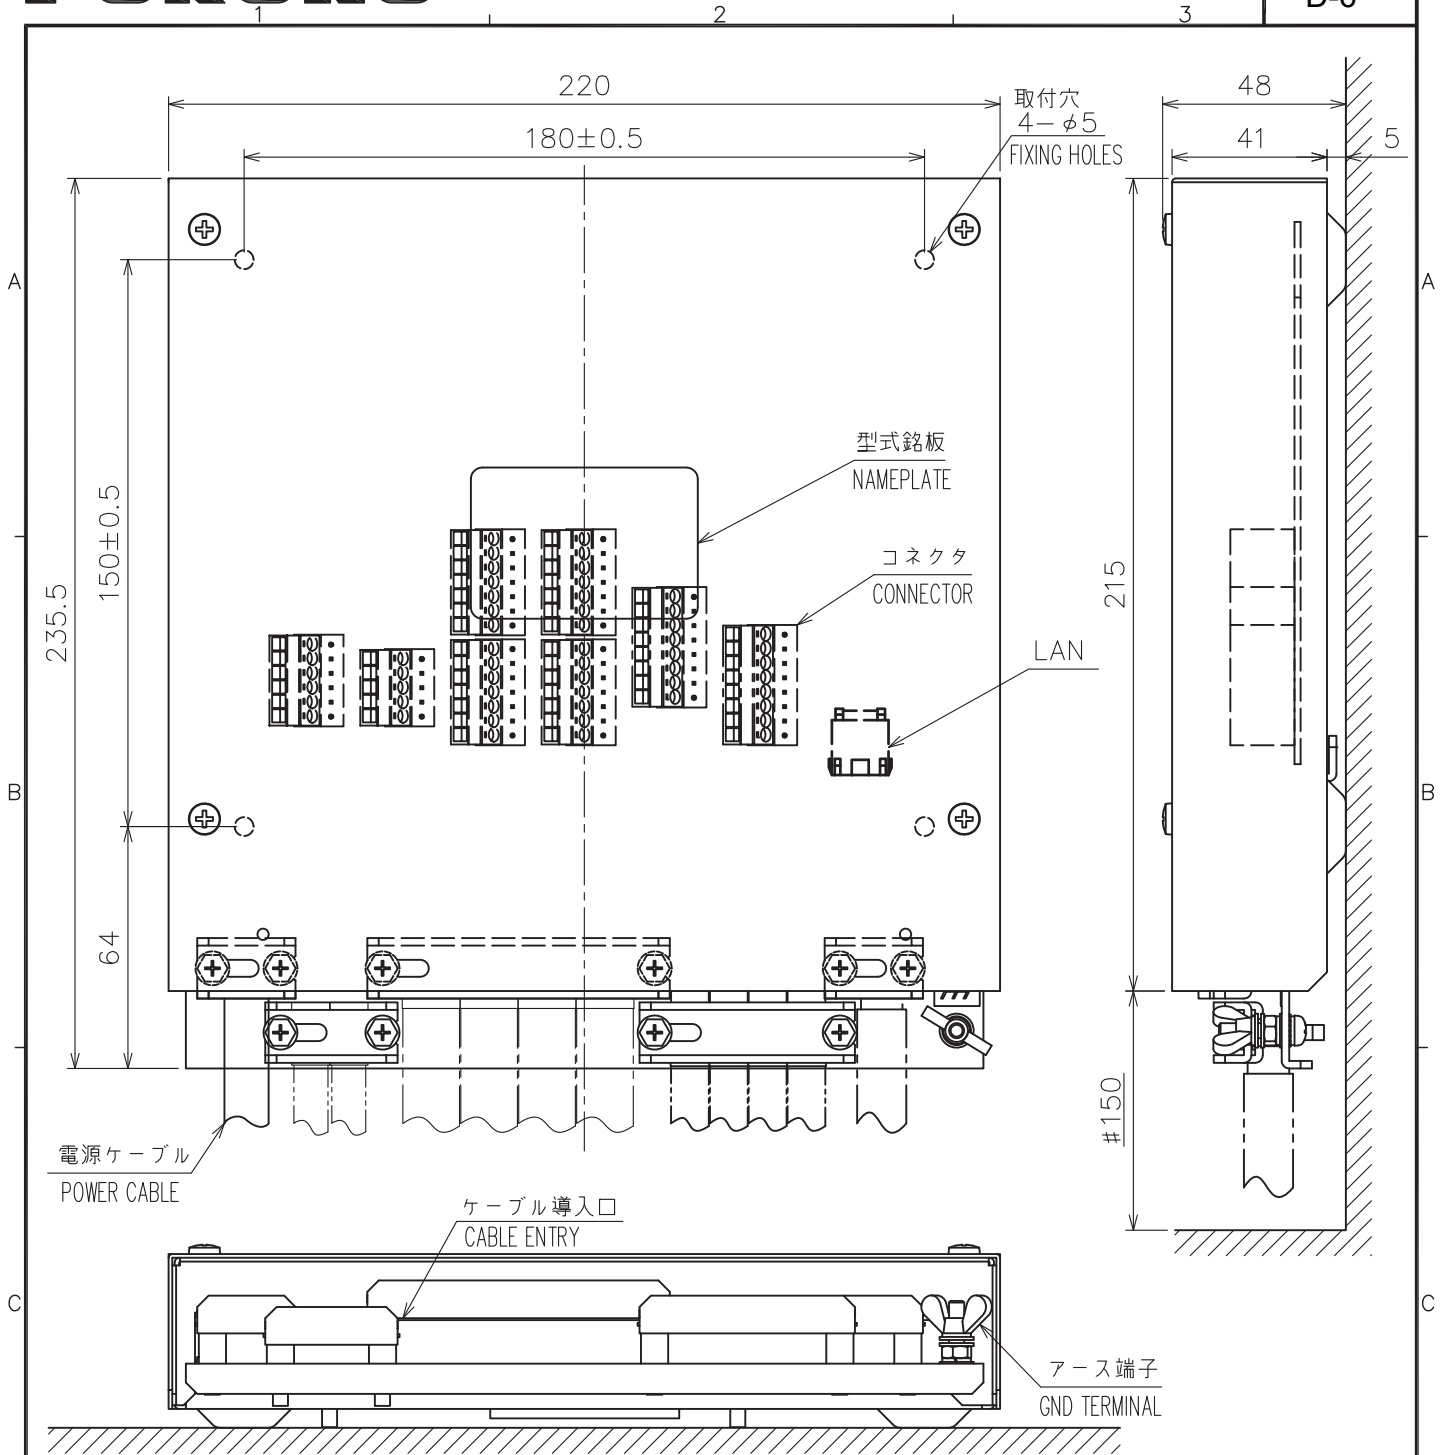 1
2
3
220
48
取付穴
4-φ5
FIXING HOLES
180±0.5
41
5
A
A
型式銘板
NAMEPLATE
150±0.5
コネクタ
CONNECTOR
235.5
215
LAN
B
B
64
#150
電源ケーブル
POWER CABLE
ケーブル導入口
CABLE ENTRY
C
C
アース端子
GND TERMINAL